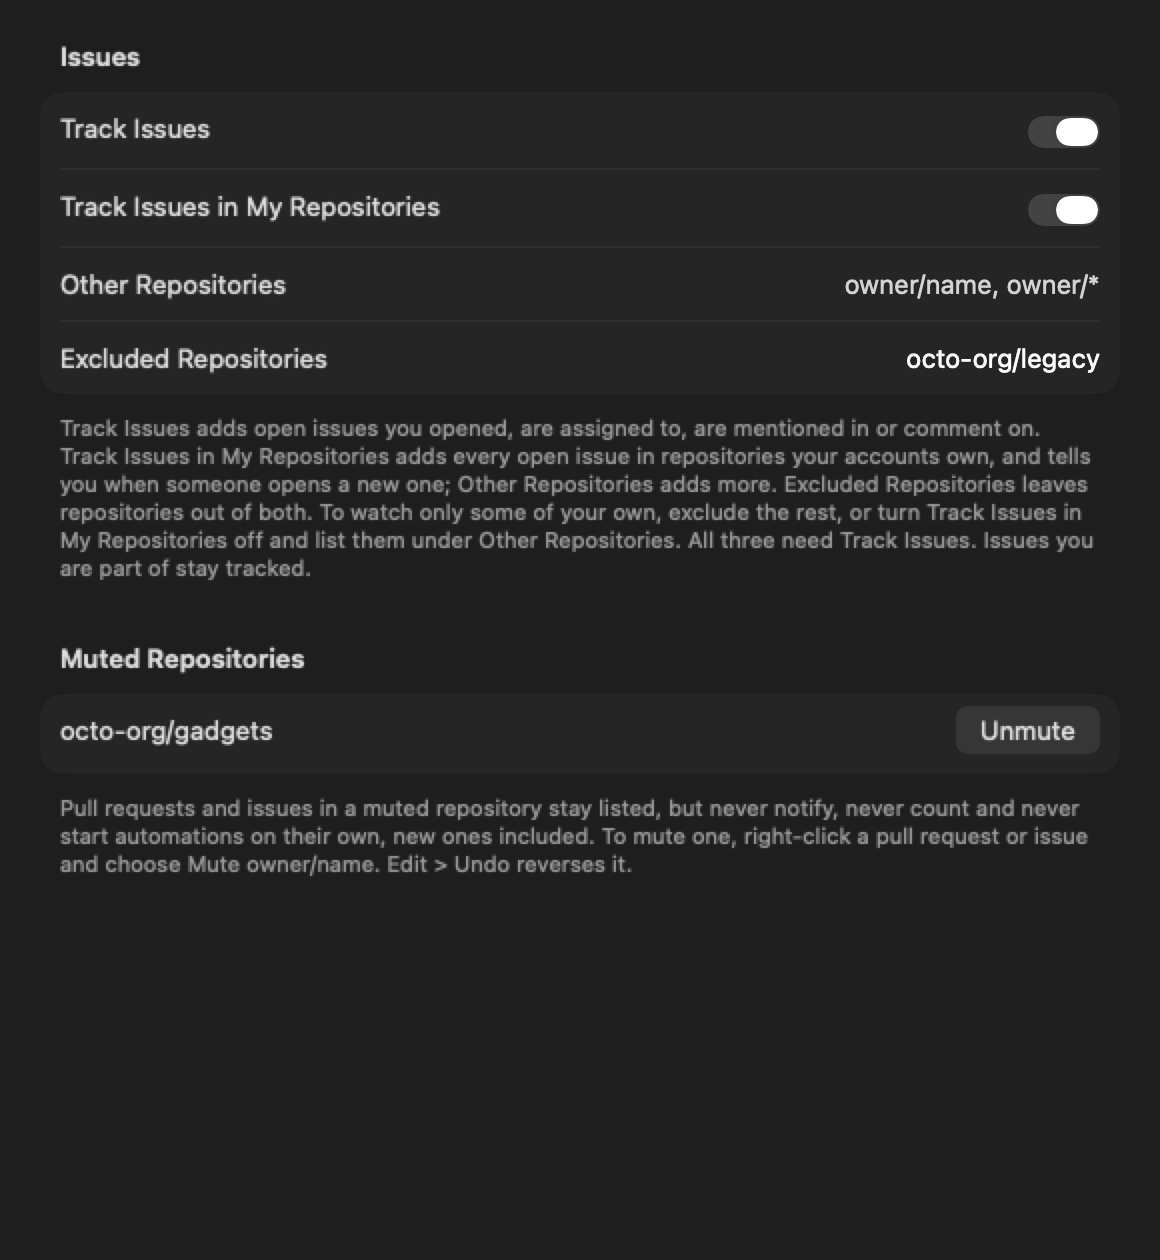 Issues
Track Issues
Track Issues in My Repositories
Other Repositories owner/name, owner/*
Excluded Repositories octo-org/legacy
Track Issues adds open issues you opened, are assigned to, are mentioned in or comment on.
Track Issues in My Repositories adds every open issue in repositories your accounts own, and tells
you when someone opens a new one; Other Repositories adds more. Excluded Repositories leaves
repositories out of both. To watch only some of your own, exclude the rest, or turn Track Issues in
My Repositories off and list them under Other Repositories. All three need Track Issues. Issues you
are part of stay tracked.
Muted Repositories
octo-org/gadgets Unmute
Pull requests and issues in a muted repository stay listed, but never notify, never count and never
start automations on their own, new ones included. To mute one, right-click a pull request or issue
and choose Mute owner/name. Edit > Undo reverses it.